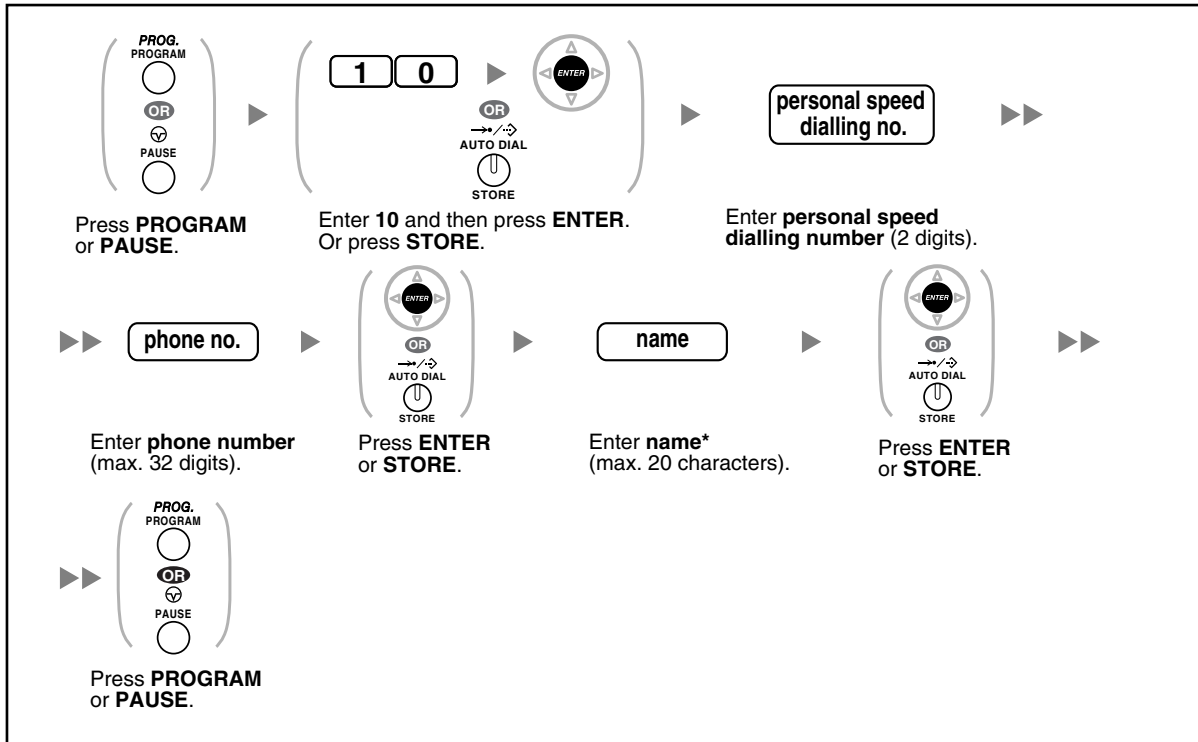 PROG.
PROGRAM
OR
PAUSE
Press PROGRAM
or PAUSE.
1 0
ENTER
OR
AUTO DIAL
STORE
Enter 10 and then press ENTER.
Or press STORE.
personal speed
dialling no.
Enter personal speed
dialling number (2 digits).
phone no.
Enter phone number
(max. 32 digits).
ENTER
OR
AUTO DIAL
STORE
Press ENTER
or STORE.
name
Enter name*
(max. 20 characters).
ENTER
OR
AUTO DIAL
STORE
Press ENTER
or STORE.
PROG.
PROGRAM
OR
PAUSE
Press PROGRAM
or PAUSE.